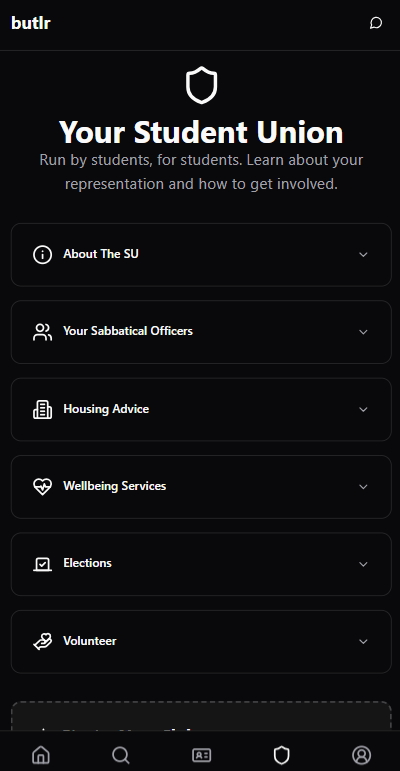 butlr
Your Student Union
Run by students, for students. Learn about your
representation and how to get involved.
About The SU
Your Sabbatical Officers
Housing Advice
Wellbeing Services
Elections
Volunteer